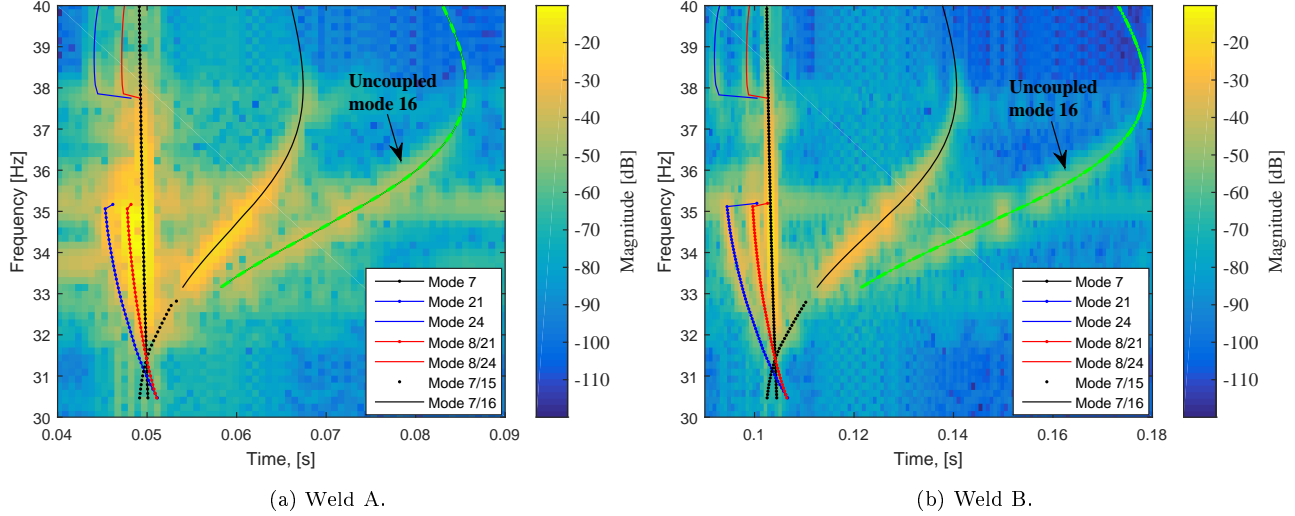 40
39
38
37
36
35
34
33
32
31
30
Frequency [Hz]
0.04
0.05
0.06
0.07
0.08
0.09
Time, [s]
Uncoupled
mode 16
Mode 7
Mode 21
Mode 24
Mode 8/21
Mode 8/24
Mode 7/15
Mode 7/16
-20
-30
-40
-50
-60
-70
-80
-90
-100
-110
Magnitude [dB]
(a) Weld A.
40
39
38
37
36
35
34
33
32
31
30
Frequency [Hz]
0.1
0.12
0.14
0.16
0.18
Time, [s]
Uncoupled
mode 16
Mode 7
Mode 21
Mode 24
Mode 8/21
Mode 8/24
Mode 7/15
Mode 7/16
-20
-30
-40
-50
-60
-70
-80
-90
-100
-110
Magnitude [dB]
(b) Weld B.